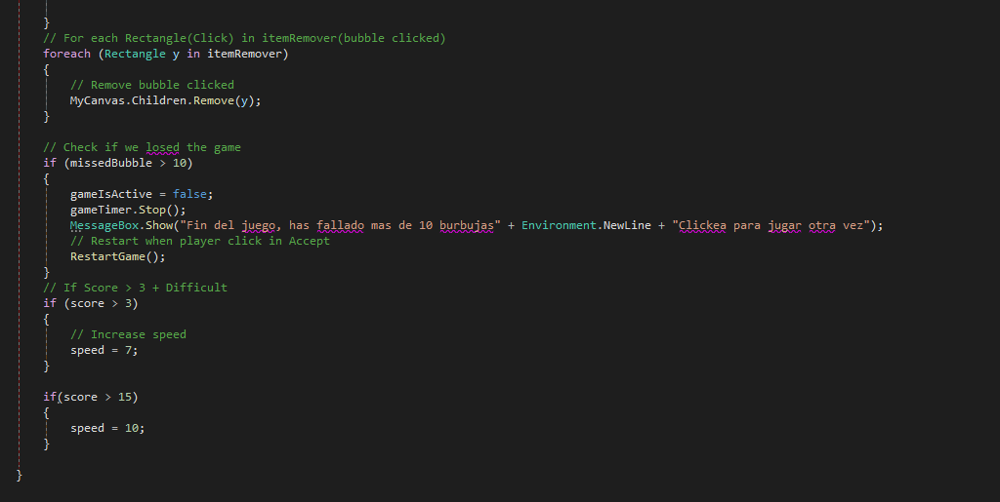 }
// For each Rectangle(Click) in itemRemover(bubble clicked)
foreach (Rectangle y in itemRemover)
{
// Remove bubble clicked
MyCanvas.Children.Remove(y);
}
// Check if we losed the game
if (missedBubble > 10)
{
gameIsActive = false;
gameTimer.Stop();
MessageBox.Show("Fin del juego, has fallado mas de 10 burbujas" + Environment.NewLine + "Clickea para jugar otra vez");
// Restart when player click in Accept
RestartGame();
}
// If Score > 3 + Difficult
if (score > 3)
{
// Increase speed
speed = 7;
}
if(score > 15)
{
speed = 10;
}
}